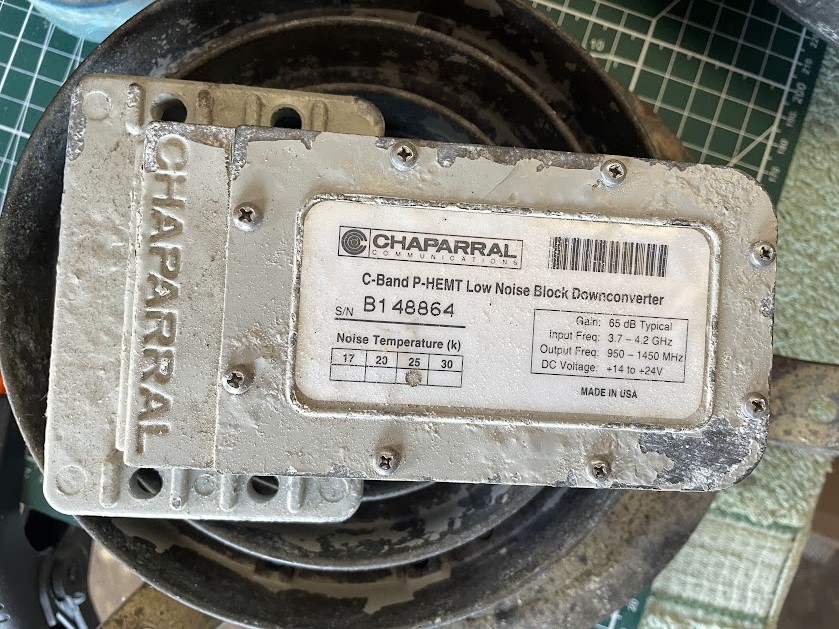 CHAPARRAL
CHAPARRAL
COMMUNICATIONS
C-Band P-HEMT Low Noise Block Downconverter
S/N B148864
Noise Temperature (k)
17 20 25 30
Gain: 65 dB Typical
Input Freq: 3.7 – 4.2 GHz
Output Freq: 950 – 1450 MHz
DC Voltage: +14 to +24V
MADE IN USA
10
200